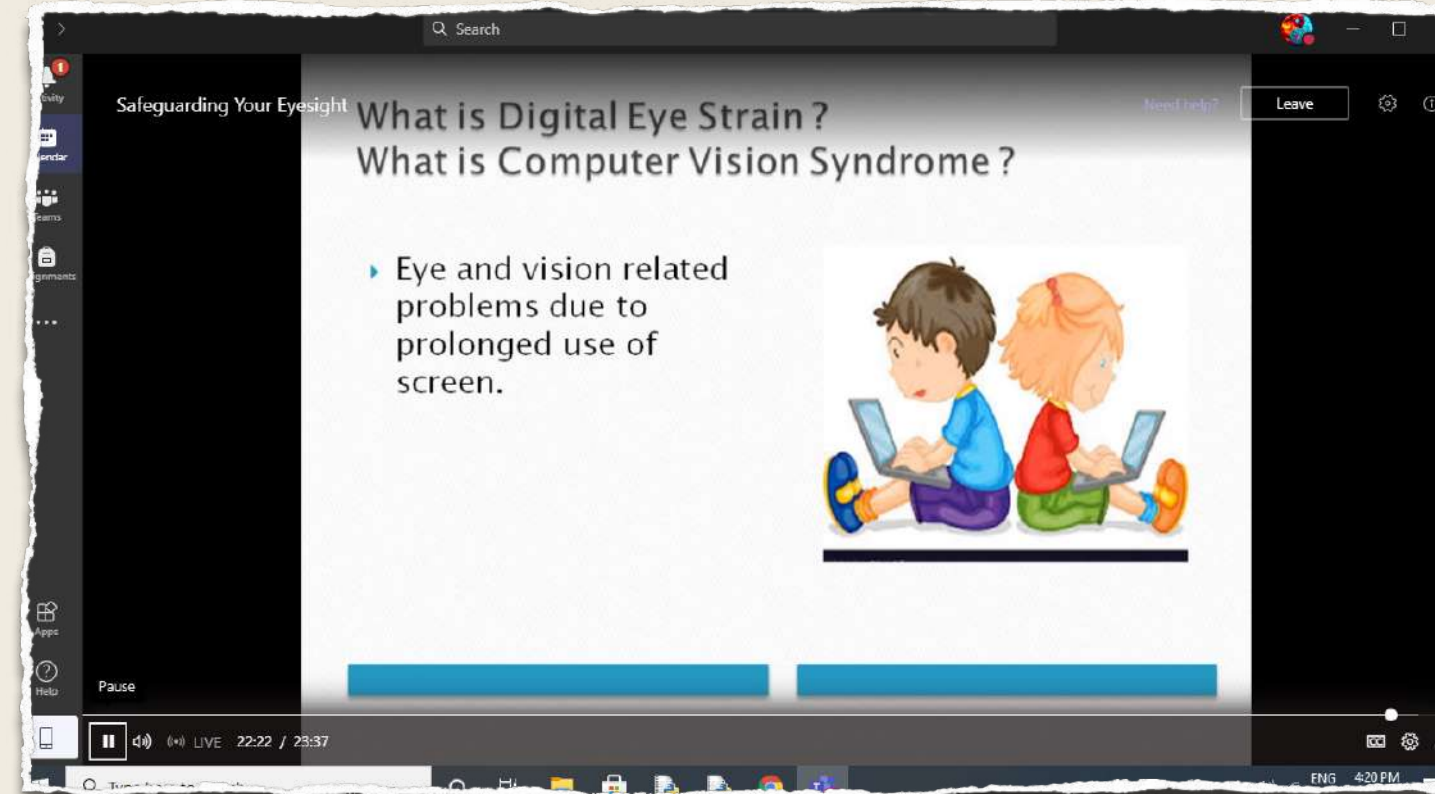 Search
1
Safeguarding Your Eyesight
Need help?
Leave
What is Digital Eye Strain ?
What is Computer Vision Syndrome ?
Eye and vision related
problems due to
prolonged use of
screen.
Apps
Help
Pause
LIVE 22:22 / 23:37
CC
ENG 4:20 PM